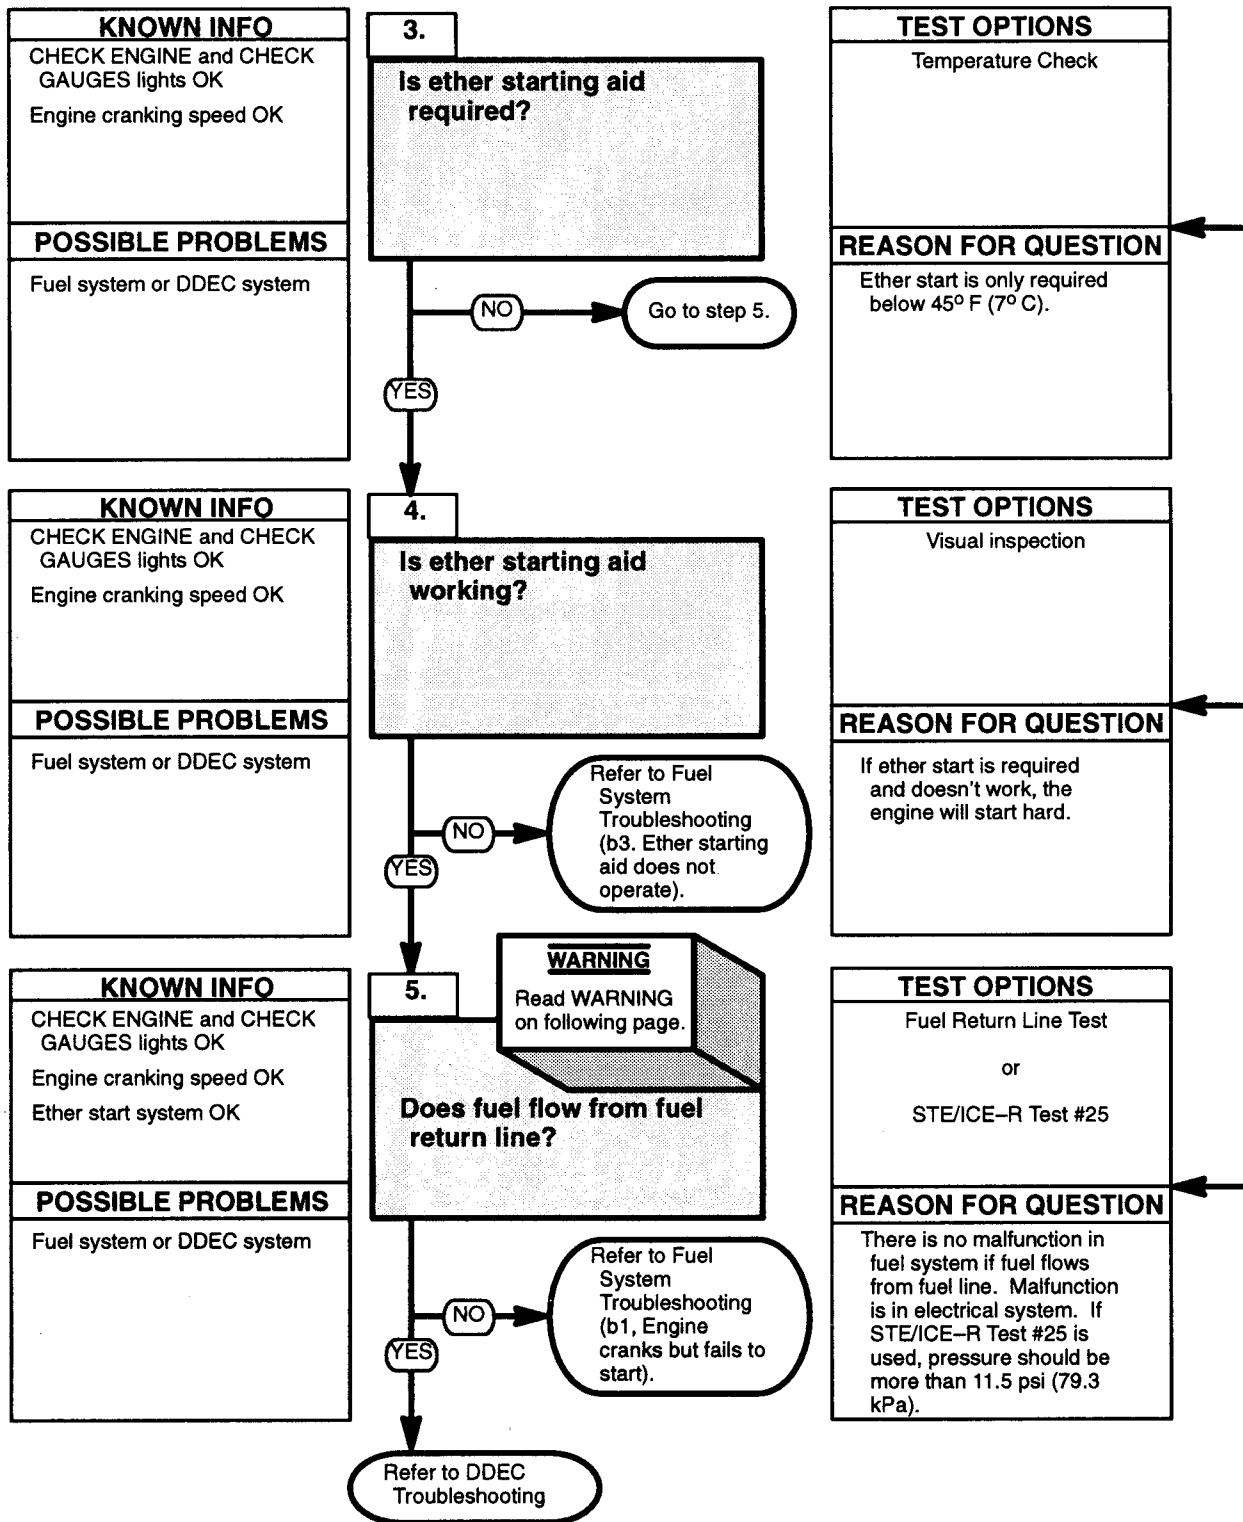 KNOWN INFO
CHECK ENGINE and CHECK
GAUGES lights OK
Engine cranking speed OK
POSSIBLE PROBLEMS
Fuel system or DDEC system
3.
Is ether starting aid
required?
NO
Go to step 5.
YES
TEST OPTIONS
Temperature Check
REASON FOR QUESTION
Ether start is only required
below 45º F (7º C).
KNOWN INFO
CHECK ENGINE and CHECK
GAUGES lights OK
Engine cranking speed OK
POSSIBLE PROBLEMS
Fuel system or DDEC system
4.
Is ether starting aid
working?
NO
Refer to Fuel
System
Troubleshooting
(b3. Ether starting
aid does not
operate).
YES
TEST OPTIONS
Visual inspection
REASON FOR QUESTION
If ether start is required
and doesn't work, the
engine will start hard.
KNOWN INFO
CHECK ENGINE and CHECK
GAUGES lights OK
Engine cranking speed OK
Ether start system OK
POSSIBLE PROBLEMS
Fuel system or DDEC system
5.
WARNING
Read WARNING
on following page.
Does fuel flow from fuel
return line?
NO
Refer to Fuel
System
Troubleshooting
(b1, Engine
cranks but fails to
start).
YES
Refer to DDEC
Troubleshooting
TEST OPTIONS
Fuel Return Line Test
or
STE/ICE–R Test #25
REASON FOR QUESTION
There is no malfunction in
fuel system if fuel flows
from fuel line. Malfunction
is in electrical system. If
STE/ICE–R Test #25 is
used, pressure should be
more than 11.5 psi (79.3
kPa).